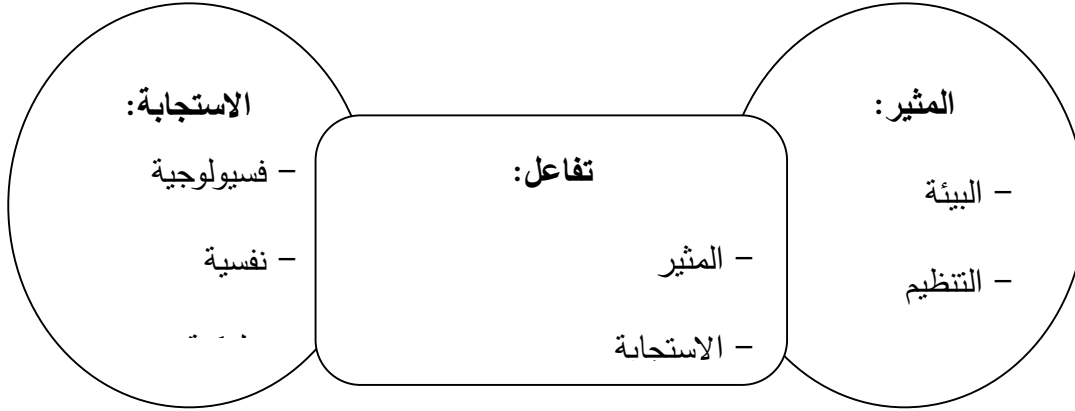 المثير:
– البيئة
– التنظيم
تفاعل:
– المثير
– الاستجابة
الاستجابة:
– فسيولوجية
– نفسية